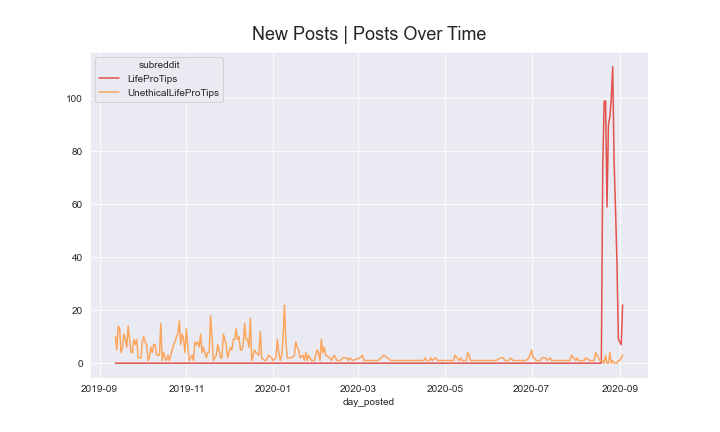 New Posts | Posts Over Time
subreddit
LifeProTips
UnethicalLifeProTips
100
80
60
40
20
0
2019-09 2019-11 2020-01 2020-03 2020-05 2020-07 2020-09
day_posted